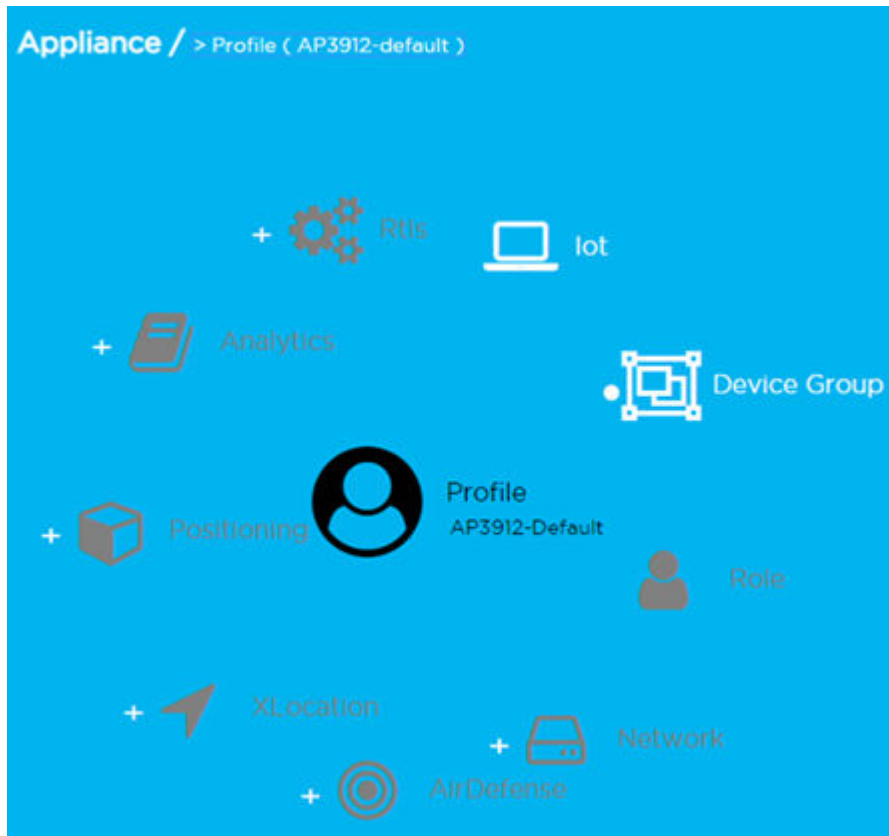 Appliance / > Profile ( AP3912-default )
+ Rtls
Iot
+ Analytics
Device Group
Profile
AP3912-Default
+ Positioning
Role
+ XLocation
+ Network
+ AirDefense